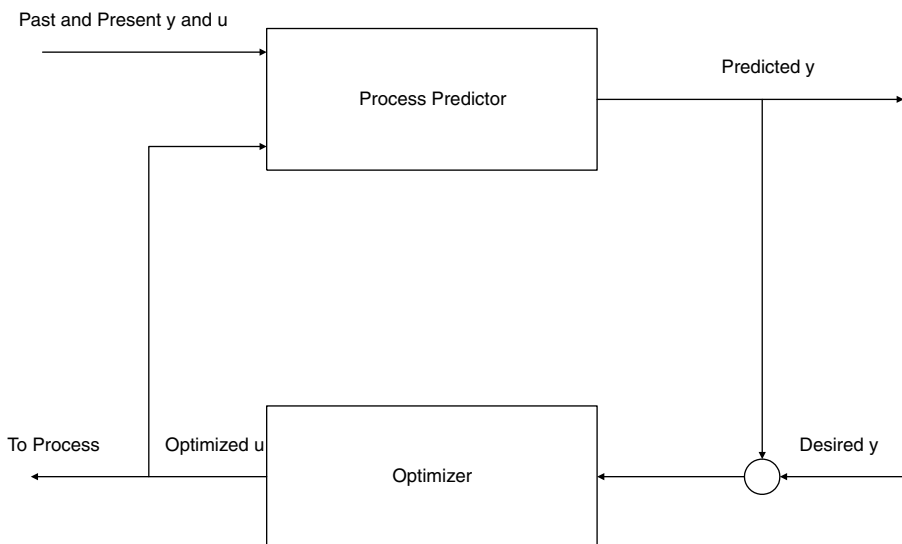 Past and Present y and u
Predicted y
Process Predictor
To Process
Optimized u
Desired y
Optimizer